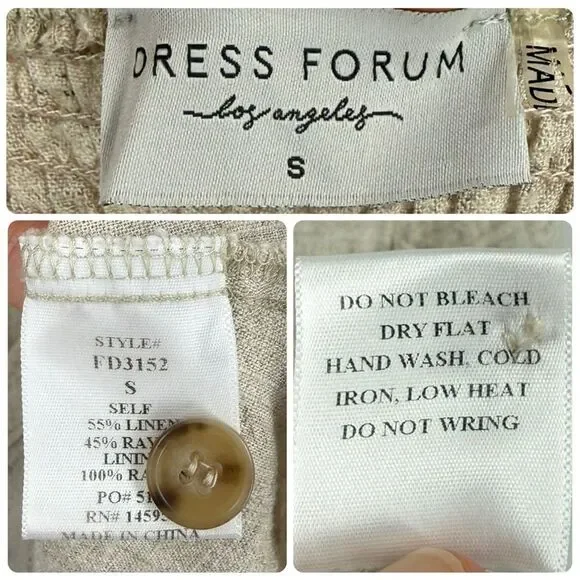 DRESS FORUM
los angeles
S
MAD
STYLE#
FD3152
S
SELF
55% LINEN
45% RAY
LININ
100% RA
PO# 51
RN# 1459
MADE IN CHINA
DO NOT BLEACH
DRY FLAT
HAND WASH, COLD
IRON, LOW HEAT
DO NOT WRING